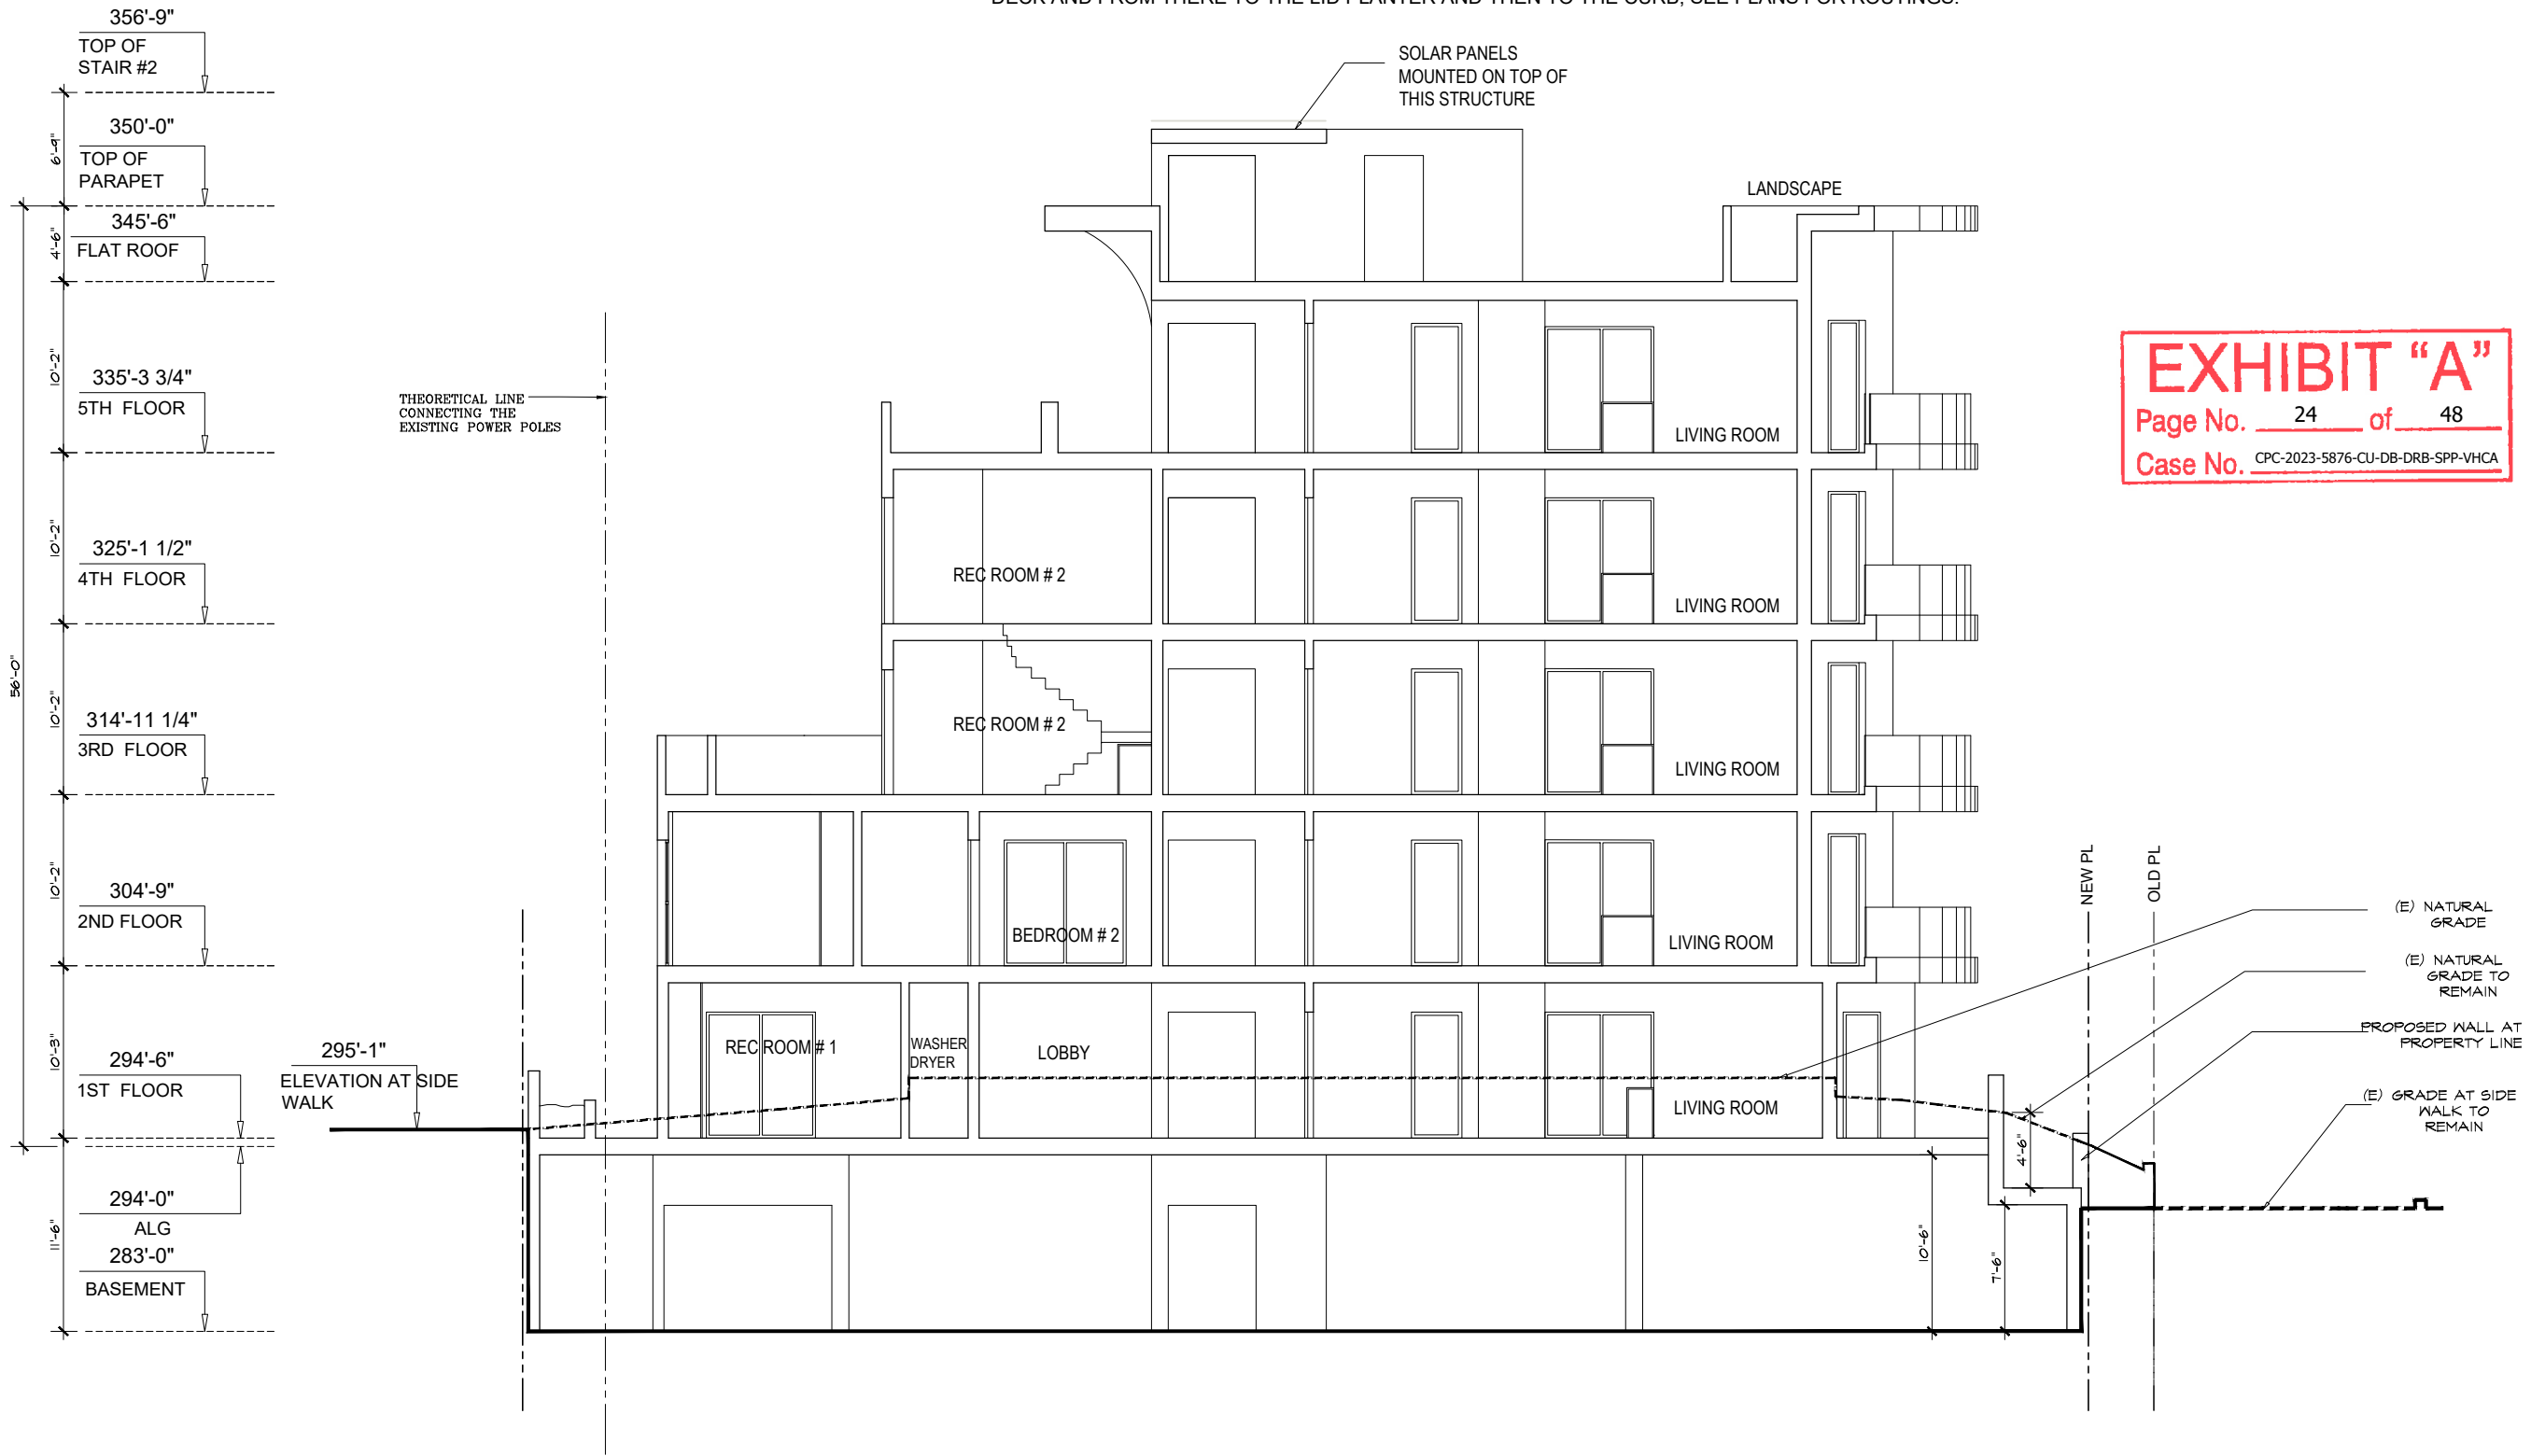 DECK AND FROM THERE TO THE LID PLANTER AND THEN TO THE CURB, SEE PLANS FOR ROUTINGS.
356'-9"
TOP OF
STAIR #2
SOLAR PANELS
MOUNTED ON TOP OF
THIS STRUCTURE
6'-9"
350'-0"
TOP OF
PARAPET
LANDSCAPE
4'-6"
345'-6"
FLAT ROOF
10'-2"
335'-3 3/4"
5TH FLOOR
THEORETICAL LINE
CONNECTING THE
EXISTING POWER POLES
LIVING ROOM
EXHIBIT "A"
Page No. 24 of 48
Case No. CPC-2023-5876-CU-DB-DRB-SPP-VHCA
10'-2"
325'-1 1/2"
4TH FLOOR
REC ROOM # 2
LIVING ROOM
56'-0"
10'-2"
314'-11 1/4"
3RD FLOOR
REC ROOM # 2
LIVING ROOM
10'-2"
304'-9"
2ND FLOOR
BEDROOM # 2
LIVING ROOM
NEW PL
OLD PL
(E) NATURAL
GRADE
(E) NATURAL
GRADE TO
REMAIN
PROPOSED WALL AT
PROPERTY LINE
(E) GRADE AT SIDE
WALK TO
REMAIN
10'-3"
294'-6"
1ST FLOOR
295'-1"
ELEVATION AT SIDE
WALK
REC ROOM # 1
WASHER
DRYER
LOBBY
LIVING ROOM
4'-6"
294'-0"
ALG
11'-6"
283'-0"
BASEMENT
10'-6"
7'-6"